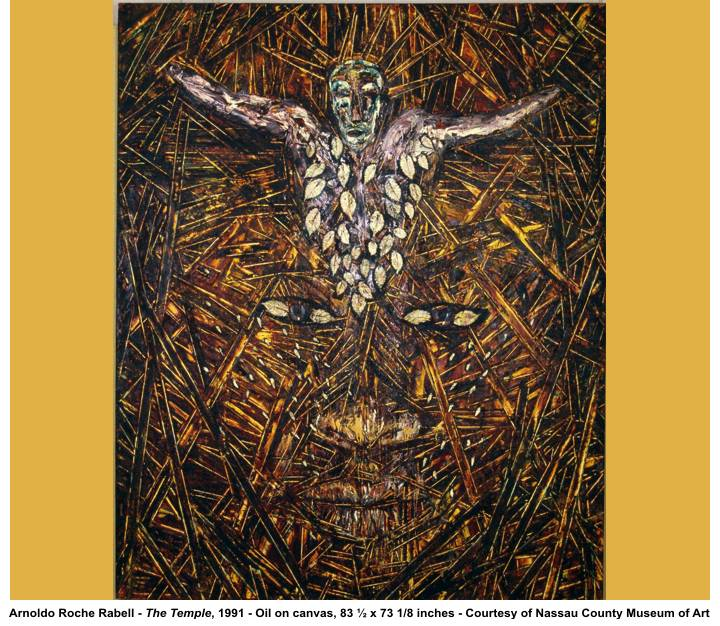 Arnoldo Roche Rabell - The Temple, 1991 - Oil on canvas, 83 ½ x 73 1/8 inches - Courtesy of Nassau County Museum of Art